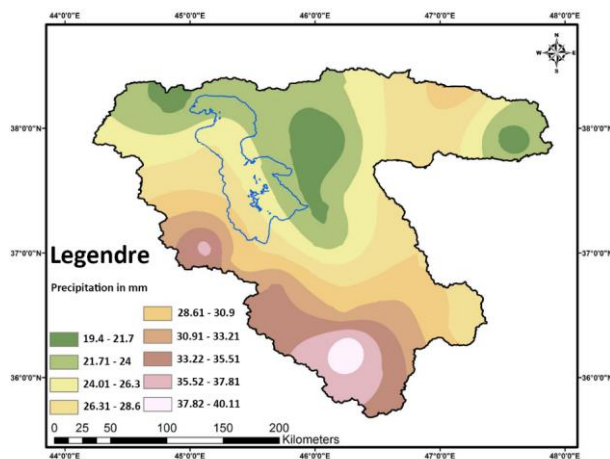 44°0'0"E 45°0'0"E 46°0'0"E 47°0'0"E 48°0'0"E
N
W E
S
38°0'0"N 38°0'0"N
37°0'0"N 37°0'0"N
36°0'0"N 36°0'0"N
Legendre
Precipitation in mm
19.4 - 21.7
21.71 - 24
24.01 - 26.3
26.31 - 28.6
28.61 - 30.9
30.91 - 33.21
33.22 - 35.51
35.52 - 37.81
37.82 - 40.11
0 25 50 100 150 200
Kilometers
44°0'0"E 45°0'0"E 46°0'0"E 47°0'0"E 48°0'0"E